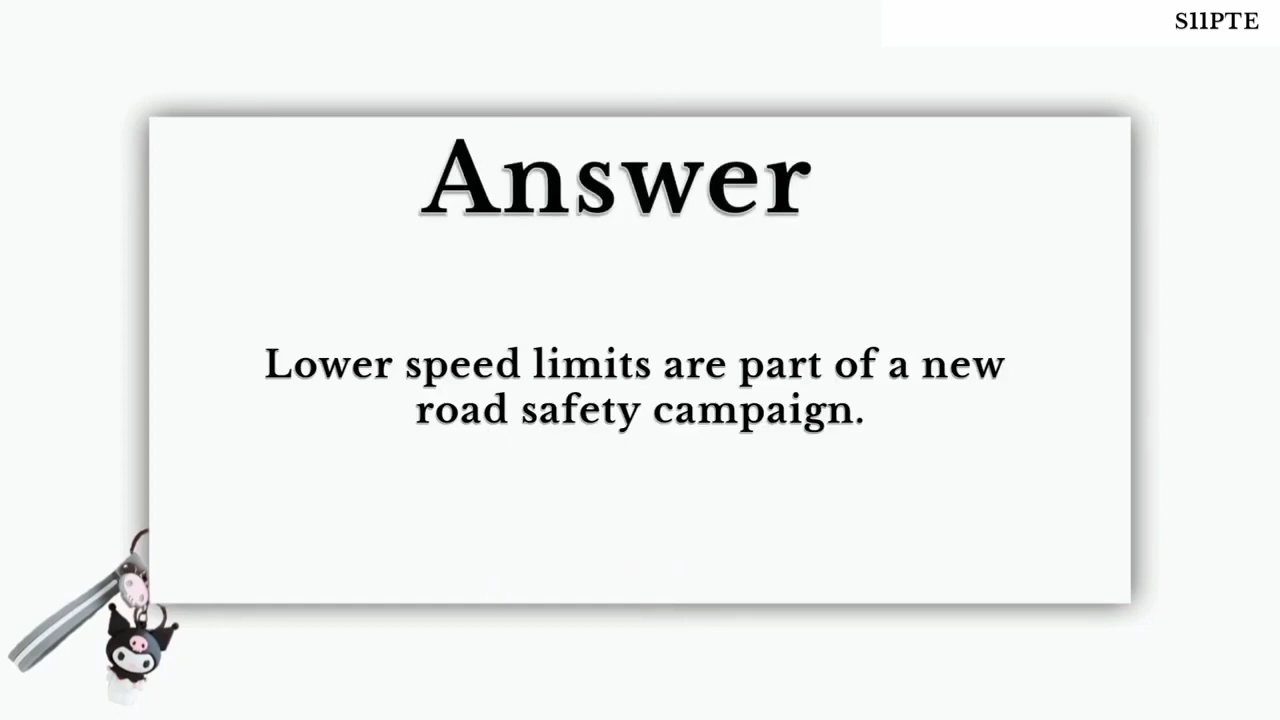 S11PTE
Answer
Lower speed limits are part of a new
road safety campaign.